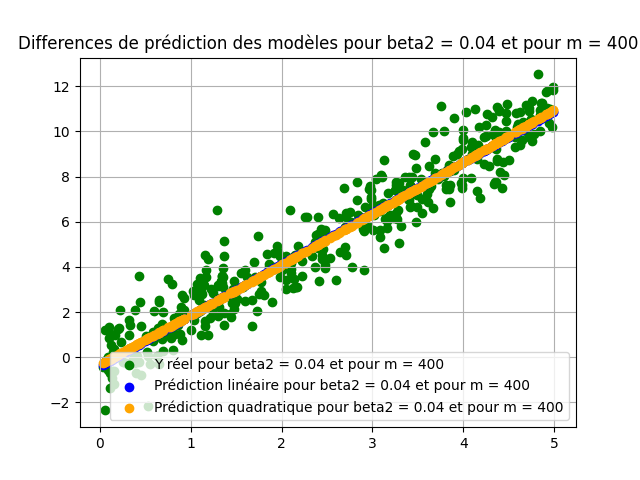 Differences de prédiction des modèles pour beta2 = 0.04 et pour m = 400
12
10
8
6
4
2
0
−2
Y réel pour beta2 = 0.04 et pour m = 400
Prédiction linéaire pour beta2 = 0.04 et pour m = 400
Prédiction quadratique pour beta2 = 0.04 et pour m = 400
0 1 2 3 4 5